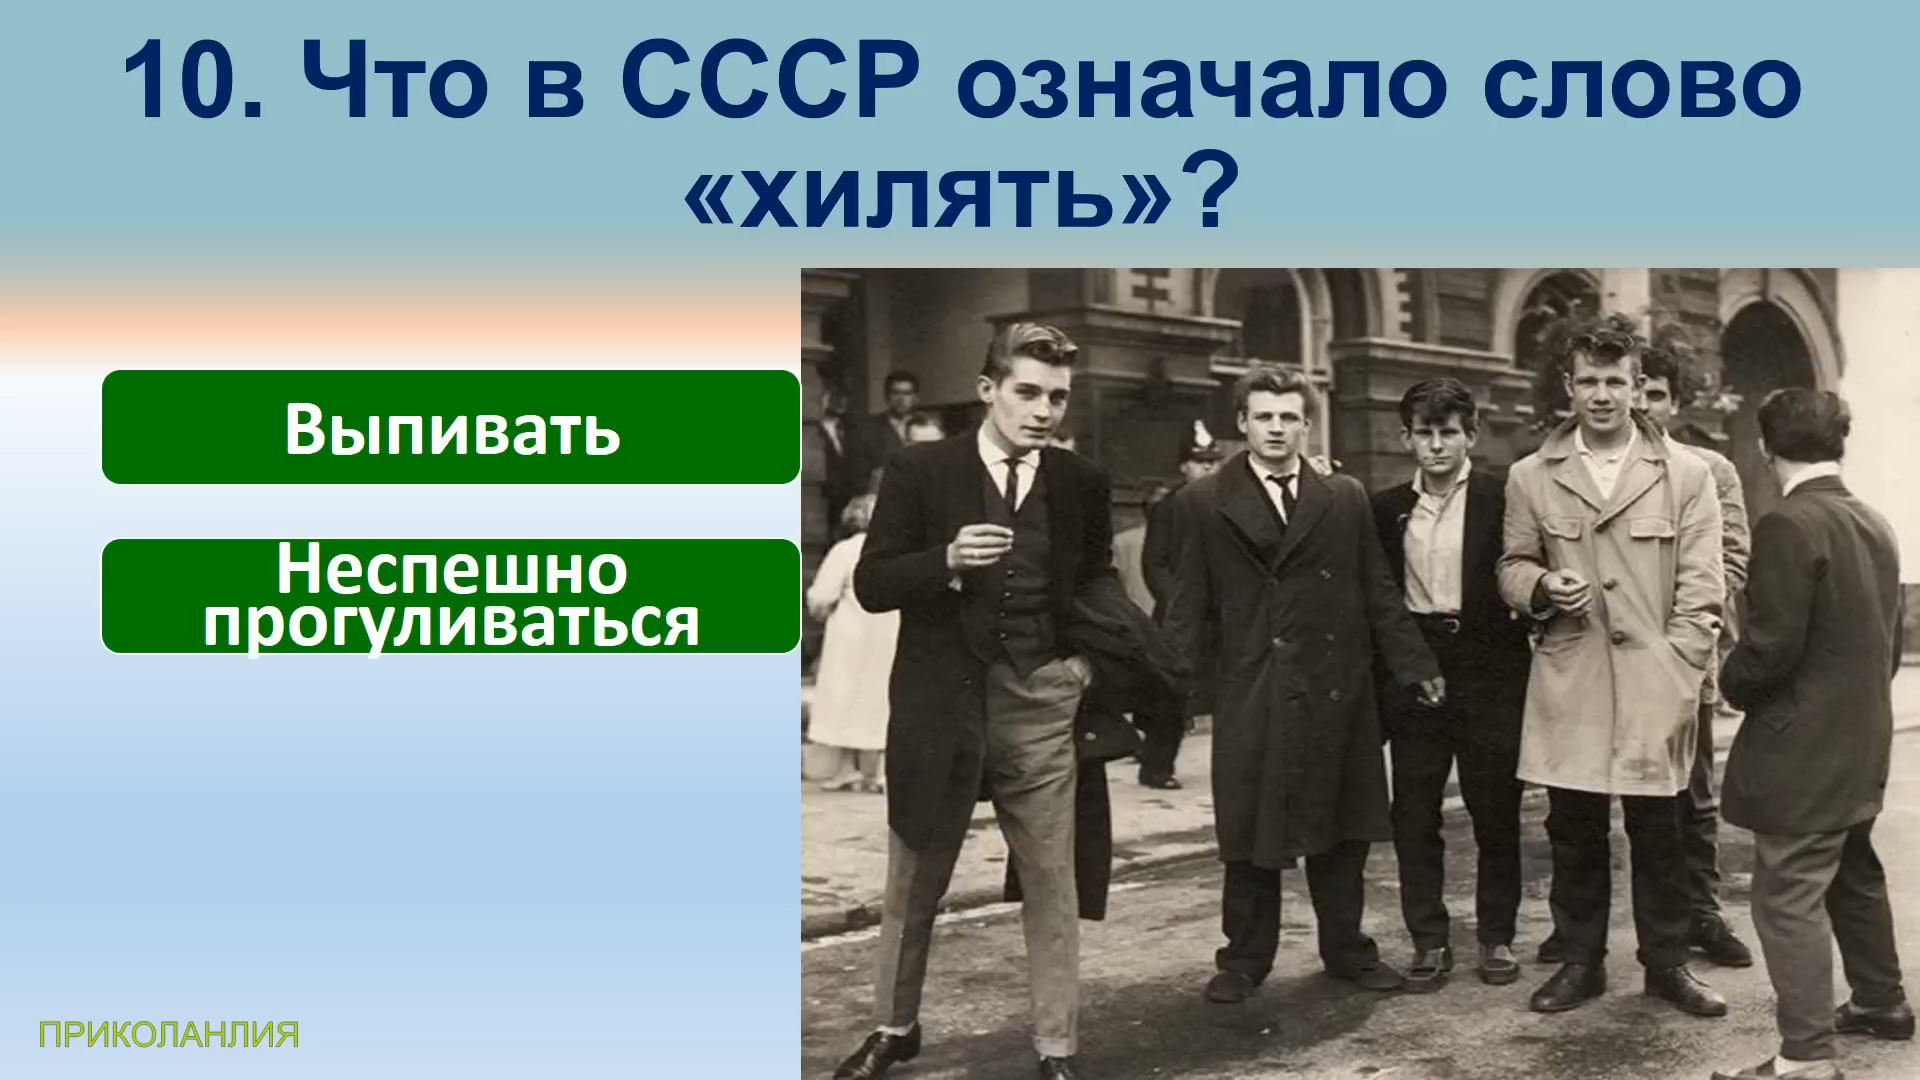 10. Что в СССР означало слово
«хилять»?
Выпивать
Неспешно
прогуливаться
ПРИКОЛАНЛИЯ